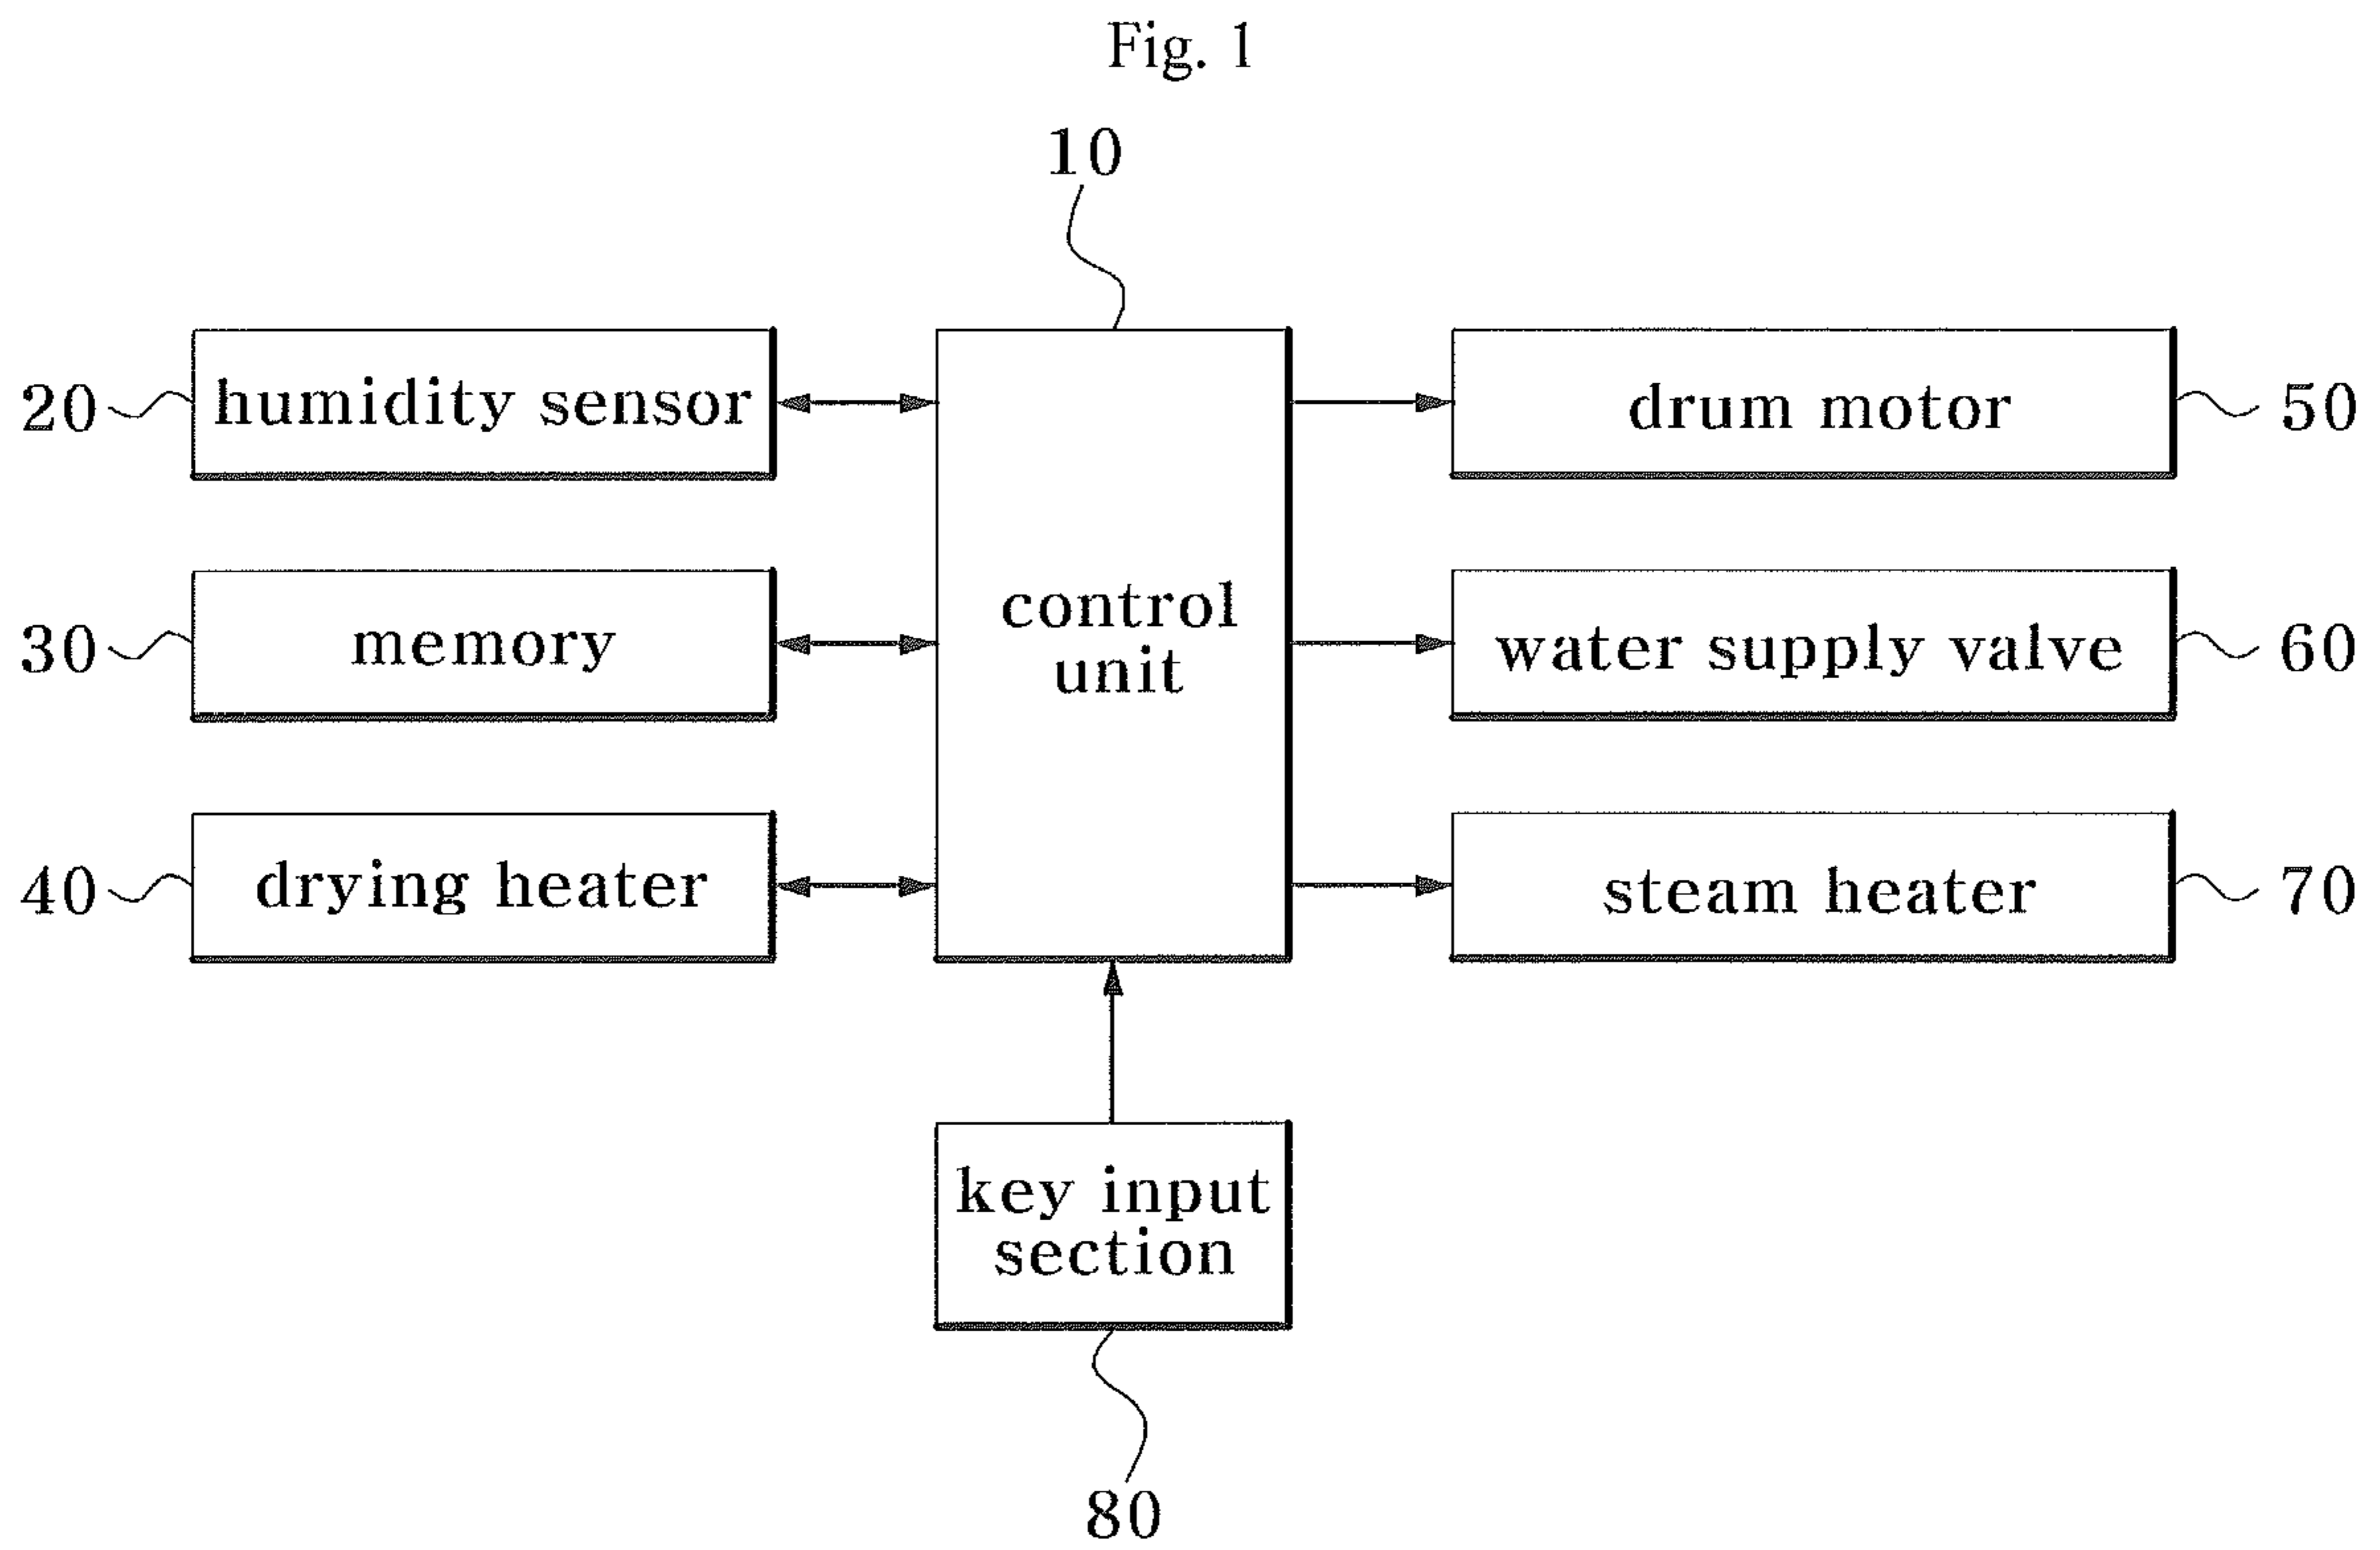 Fig. 1
10
20
humidity sensor
drum motor
50
30
memory
control
unit
water supply valve
60
40
drying heater
steam heater
70
key input
section
80